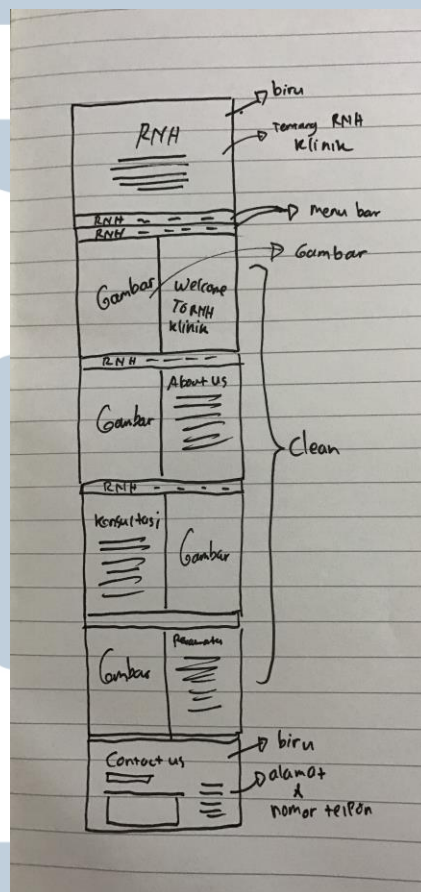 biru
RNH
Tentang RNH
klinik
RNH
menu bar
RNH
Gambar
Gambar
Welcome
To RNH
klinik
RNH
About us
Gambar
Clean
RNH
Konsultasi
Gambar
Gambar
biru
Contact us
alamat
&
nomor telpon